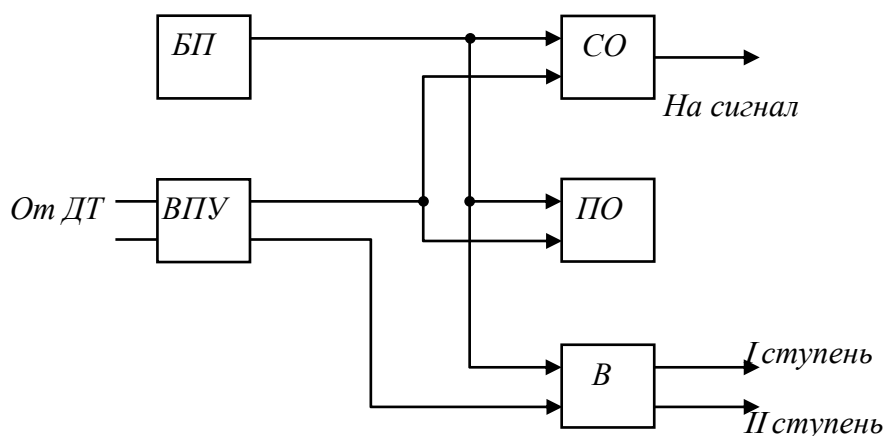 БП
СО
На сигнал
От ДТ
ВПУ
ПО
I ступень
В
II ступень